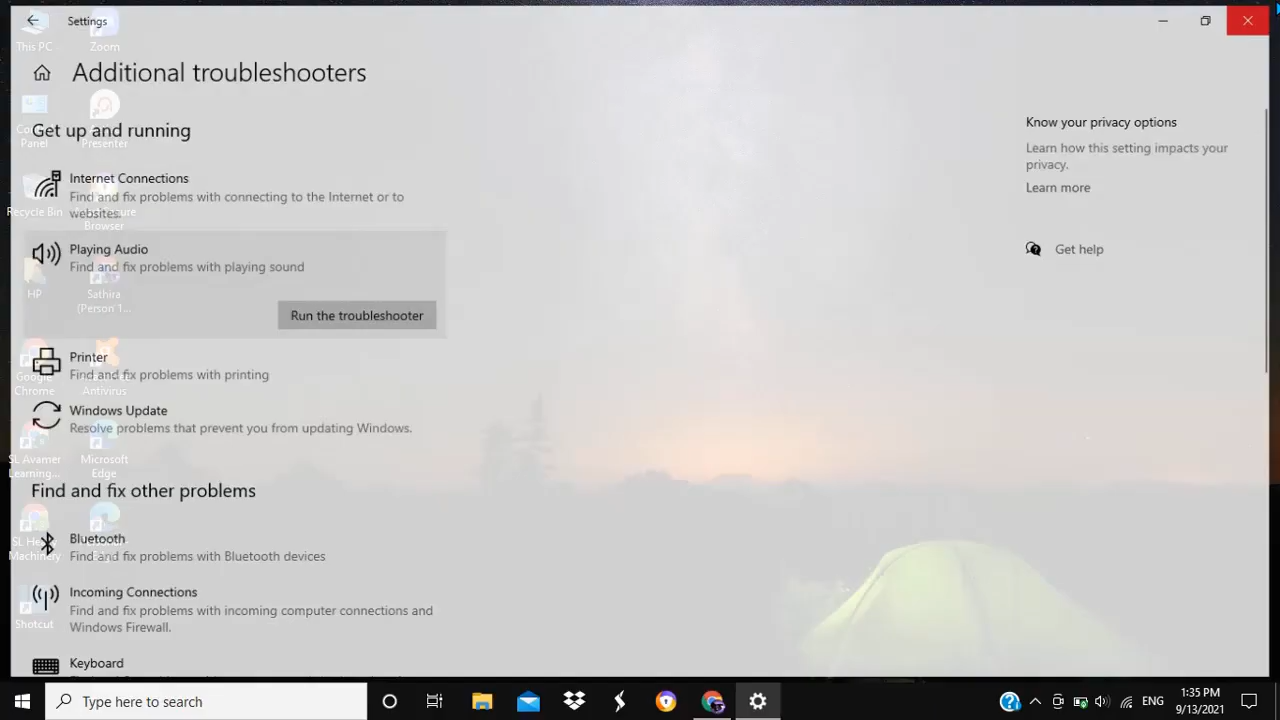 Settings
This PC
Zoom
Additional troubleshooters
Get up and running
Panel
Presenter
Know your privacy options
Learn how this setting impacts your
privacy.
Learn more
Internet Connections
Find and fix problems with connecting to the Internet or to
websites.
Recycle Bin
Browser
Playing Audio
Find and fix problems with playing sound
Get help
HP
Sathira
(Person 1...
Run the troubleshooter
Printer
Find and fix problems with printing
Google
Chrome
Antivirus
Windows Update
Resolve problems that prevent you from updating Windows.
SL Avamer
Learning...
Microsoft
Edge
Find and fix other problems
Bluetooth
Find and fix problems with Bluetooth devices
Machinery
Incoming Connections
Find and fix problems with incoming computer connections and
Windows Firewall.
Shotcut
Keyboard
Type here to search
ENG
1:35 PM
9/13/2021